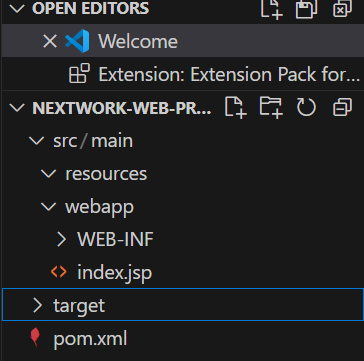 OPEN EDITORS
Welcome
Extension: Extension Pack for...
NEXTWORK-WEB-PR...
src/main
resources
webapp
WEB-INF
index.jsp
target
pom.xml